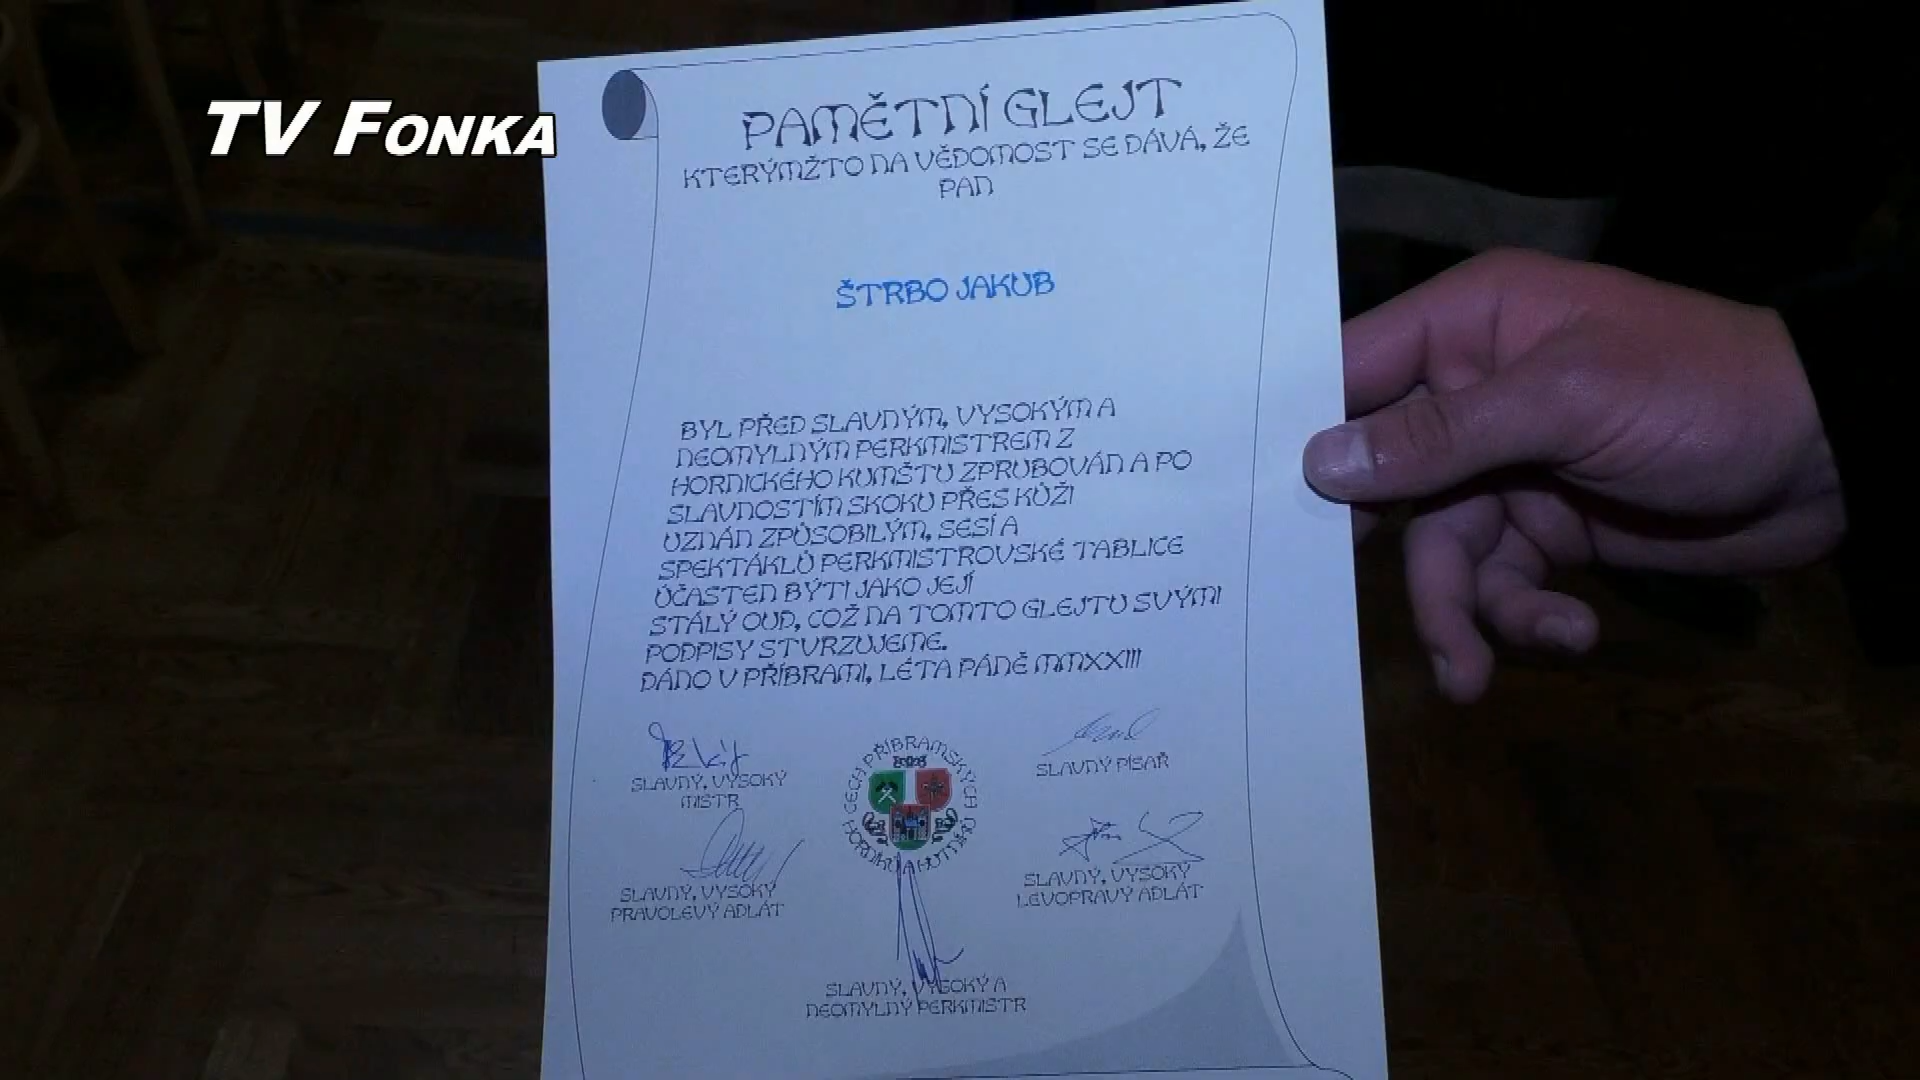 TV FONKA
PAMĚTNÍ GLEJT
KTERÝMŽTO NA VĚDOMOST SE DÁVÁ, ŽE
PAN
ŠTRBO JAKUB
BYL PŘED SLAVNÝM, VYSOKÝM A
NEOMYLNÝM PERKMISTREM Z
HORNICKÉHO KUMŠTU ZPRUBOVÁN A PO
SLAVNOSTÍM SKOKU PŘES KŮŽI
UZNÁN ZPŮSOBILÝM, SESÍ A
SPEKTÁKLŮ PERKMISTROVSKÉ TABLICE
ÚČASTEN BÝTI JAKO JEJÍ
STÁLÝ OUD, COŽ NA TOMTO GLEJTU SVÝMI
PODPISY STVRZUJEME.
DÁNO V PŘÍBRAMI, LÉTA PÁNĚ MMXXIII
SLAVNÝ, VYSOKÝ
MISTR
SLAVNÝ PÍSAŘ
CECH PŘÍBRAMSKÝCH
HORNÍKŮ A HUTNÍKŮ
SLAVNÝ, VYSOKÝ
PRAVOLEVÝ ADLÁT
SLAVNÝ, VYSOKÝ
LEVOPRAVÝ ADLÁT
SLAVNÝ, VYSOKÝ A
NEOMYLNÝ PERKMISTR